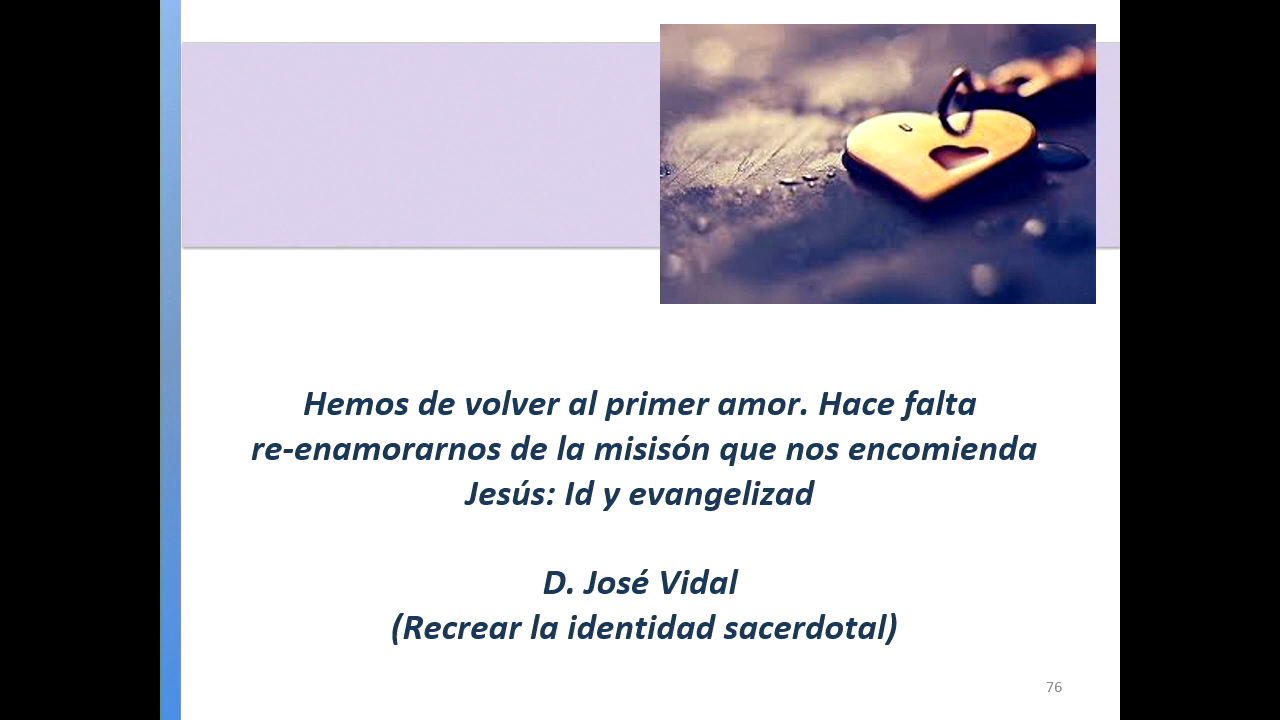 Hemos de volver al primer amor. Hace falta
re-enamorarnos de la misisón que nos encomienda
Jesús: Id y evangelizad
D. José Vidal
(Recrear la identidad sacerdotal)
76